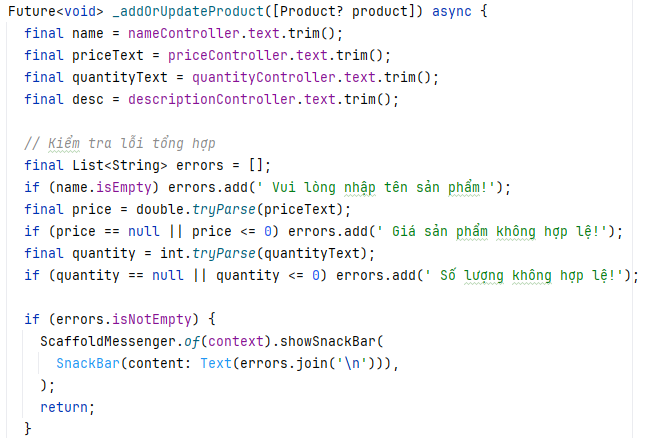 Future<void> _addOrUpdateProduct([Product? product]) async {
  final name = nameController.text.trim();
  final priceText = priceController.text.trim();
  final quantityText = quantityController.text.trim();
  final desc = descriptionController.text.trim();

  // Kiểm tra lỗi tổng hợp
  final List<String> errors = [];
  if (name.isEmpty) errors.add(' Vui lòng nhập tên sản phẩm!');
  final price = double.tryParse(priceText);
  if (price == null || price <= 0) errors.add(' Giá sản phẩm không hợp lệ!');
  final quantity = int.tryParse(quantityText);
  if (quantity == null || quantity <= 0) errors.add(' Số lượng không hợp lệ!');

  if (errors.isNotEmpty) {
    ScaffoldMessenger.of(context).showSnackBar(
      SnackBar(content: Text(errors.join('\n'))),
    );
    return;
  }